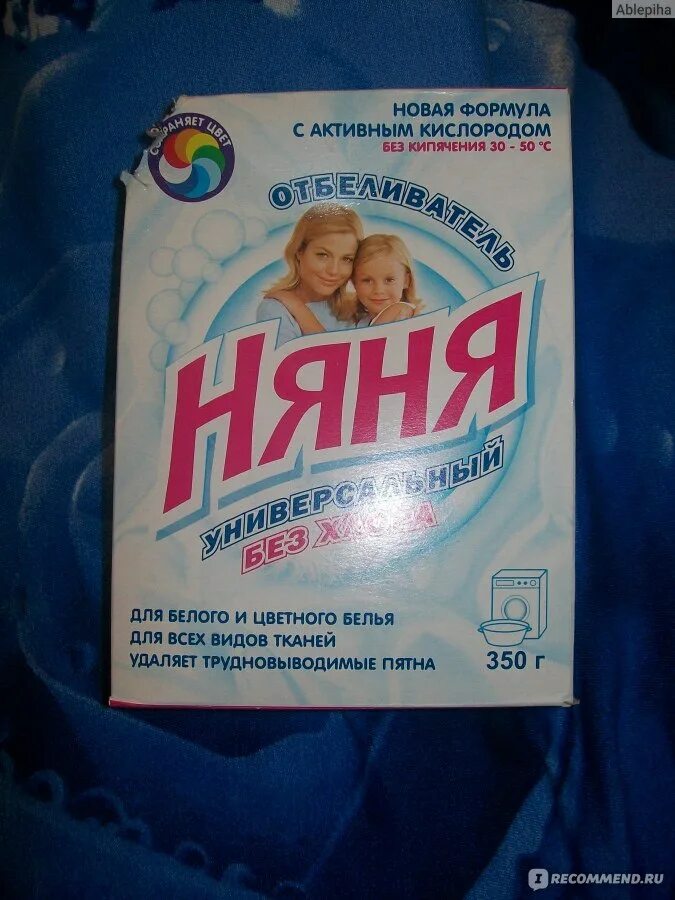 Ablepiha
СОХРАНЯЕТ ЦВЕТ
НОВАЯ ФОРМУЛА
С АКТИВНЫМ КИСЛОРОДОМ
БЕЗ КИПЯЧЕНИЯ 30 - 50 °C
ОТБЕЛИВАТЕЛЬ
НЯНЯ
УНИВЕРСАЛЬНЫЙ
БЕЗ ХЛОРА
ДЛЯ БЕЛОГО И ЦВЕТНОГО БЕЛЬЯ
ДЛЯ ВСЕХ ВИДОВ ТКАНЕЙ
УДАЛЯЕТ ТРУДНОВЫВОДИМЫЕ ПЯТНА
350 г
IRECOMMEND.RU